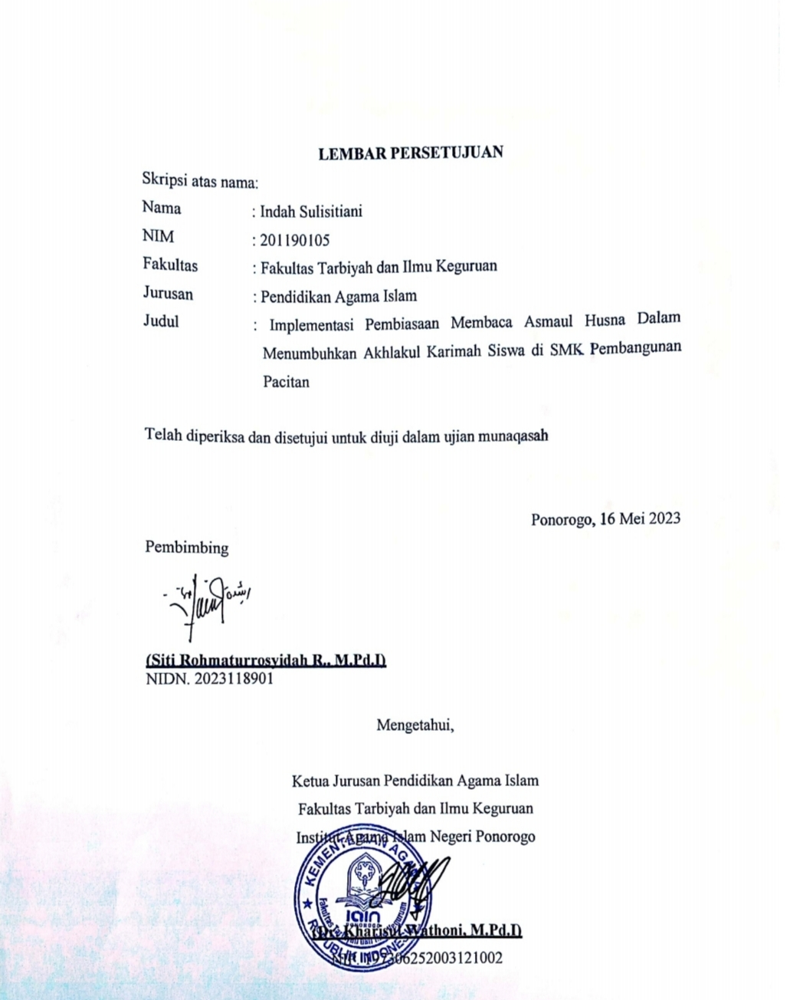 LEMBAR PERSETUJUAN
Skripsi atas nama:
Nama : Indah Sulisitiani
NIM : 201190105
Fakultas : Fakultas Tarbiyah dan Ilmu Keguruan
Jurusan : Pendidikan Agama Islam
Judul : Implementasi Pembiasaan Membaca Asmaul Husna Dalam
Menumbuhkan Akhlakul Karimah Siswa di SMK Pembangunan
Pacitan
Telah diperiksa dan disetujui untuk diuji dalam ujian munaqasah
Ponorogo, 16 Mei 2023
Pembimbing
(Siti Rohmaturrosyidah R., M.Pd.I)
NIDN. 2023118901
Mengetahui,
Ketua Jurusan Pendidikan Agama Islam
Fakultas Tarbiyah dan Ilmu Keguruan
Institut Agama Islam Negeri Ponorogo
KEMENTERIAN AGAMA
iain
PONOROGO
REPUBLIK INDONESIA
(Dr. Kharisul Wathoni, M.Pd.I)
NIP. 197306252003121002